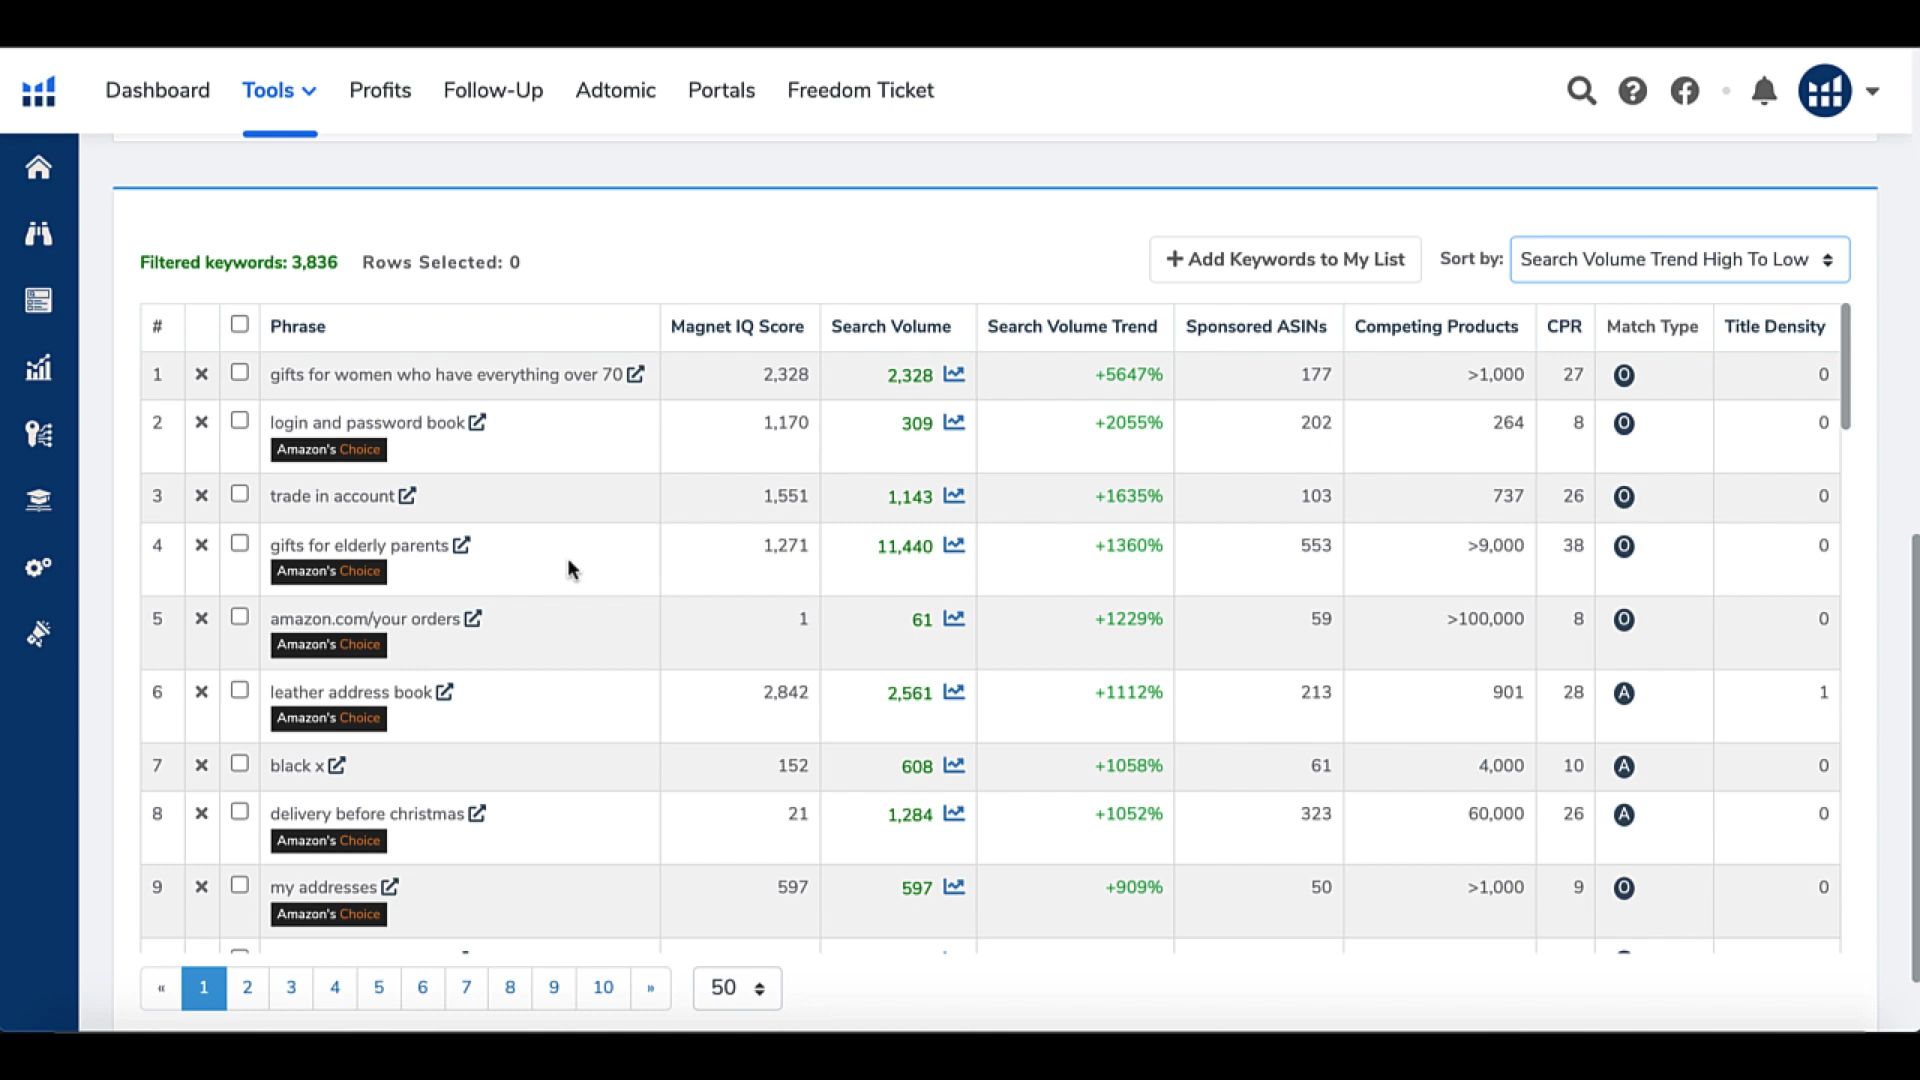 Dashboard Tools Profits Follow-Up Adtomic Portals Freedom Ticket
Filtered keywords: 3,836 Rows Selected: 0 + Add Keywords to My List Sort by: Search Volume Trend High To Low
# Phrase Magnet IQ Score Search Volume Search Volume Trend Sponsored ASINs Competing Products CPR Match Type Title Density
1 gifts for women who have everything over 70 2,328 2,328 +5647% 177 >1,000 27 O 0
2 login and password book 1,170 309 +2055% 202 264 8 O 0
Amazon's Choice
3 trade in account 1,551 1,143 +1635% 103 737 26 O 0
4 gifts for elderly parents 1,271 11,440 +1360% 553 >9,000 38 O 0
Amazon's Choice
5 amazon.com/your orders 1 61 +1229% 59 >100,000 8 O 0
Amazon's Choice
6 leather address book 2,842 2,561 +1112% 213 901 28 A 1
Amazon's Choice
7 black x 152 608 +1058% 61 4,000 10 A 0
8 delivery before christmas 21 1,284 +1052% 323 60,000 26 A 0
Amazon's Choice
9 my addresses 597 597 +909% 50 >1,000 9 O 0
Amazon's Choice
« 1 2 3 4 5 6 7 8 9 10 » 50